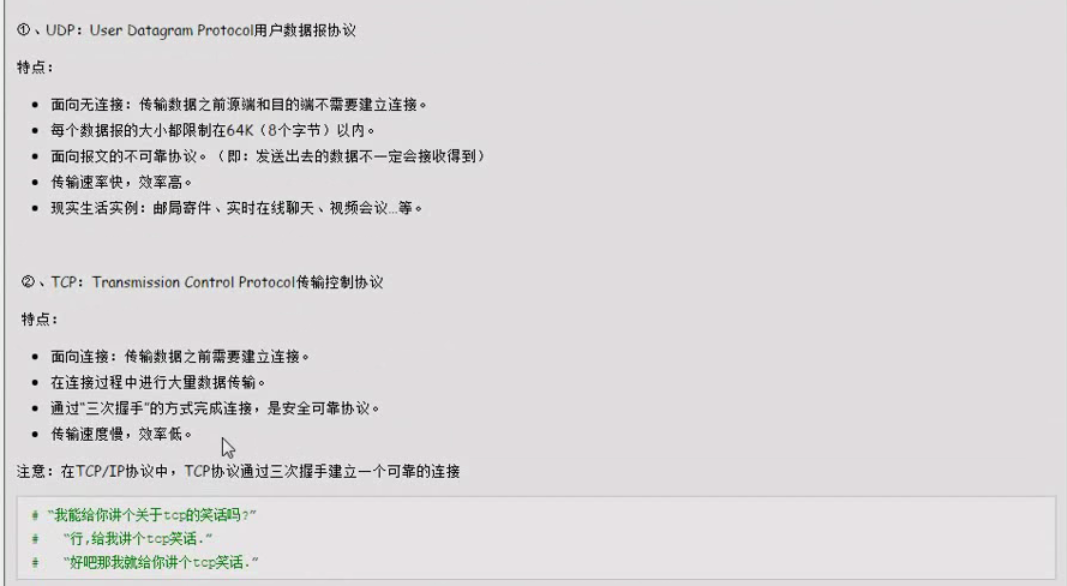 ①、UDP：User Datagram Protocol用户数据报协议
特点：
• 面向无连接：传输数据之前源端和目的端不需要建立连接。
• 每个数据报的大小都限制在64K（8个字节）以内。
• 面向报文的不可靠协议。（即：发送出去的数据不一定会接收得到）
• 传输速率快，效率高。
• 现实生活实例：邮局寄件、实时在线聊天、视频会议…等。
②、TCP：Transmission Control Protocol传输控制协议
特点：
• 面向连接：传输数据之前需要建立连接。
• 在连接过程中进行大量数据传输。
• 通过“三次握手”的方式完成连接，是安全可靠协议。
• 传输速度慢，效率低。
注意：在TCP/IP协议中，TCP协议通过三次握手建立一个可靠的连接
# “我能给你讲个关于tcp的笑话吗?”
# “行,给我讲个tcp笑话.”
# “好吧那我就给你讲个tcp笑话.”